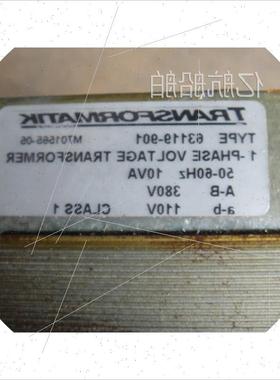 亿航船舶
TRANSFORMATIK
M701565-05
TYPE 63119-901
1-PHASE VOLTAGE TRANSFORMER
50-60Hz 10VA
A-B 380V
a-b 110V CLASS 1